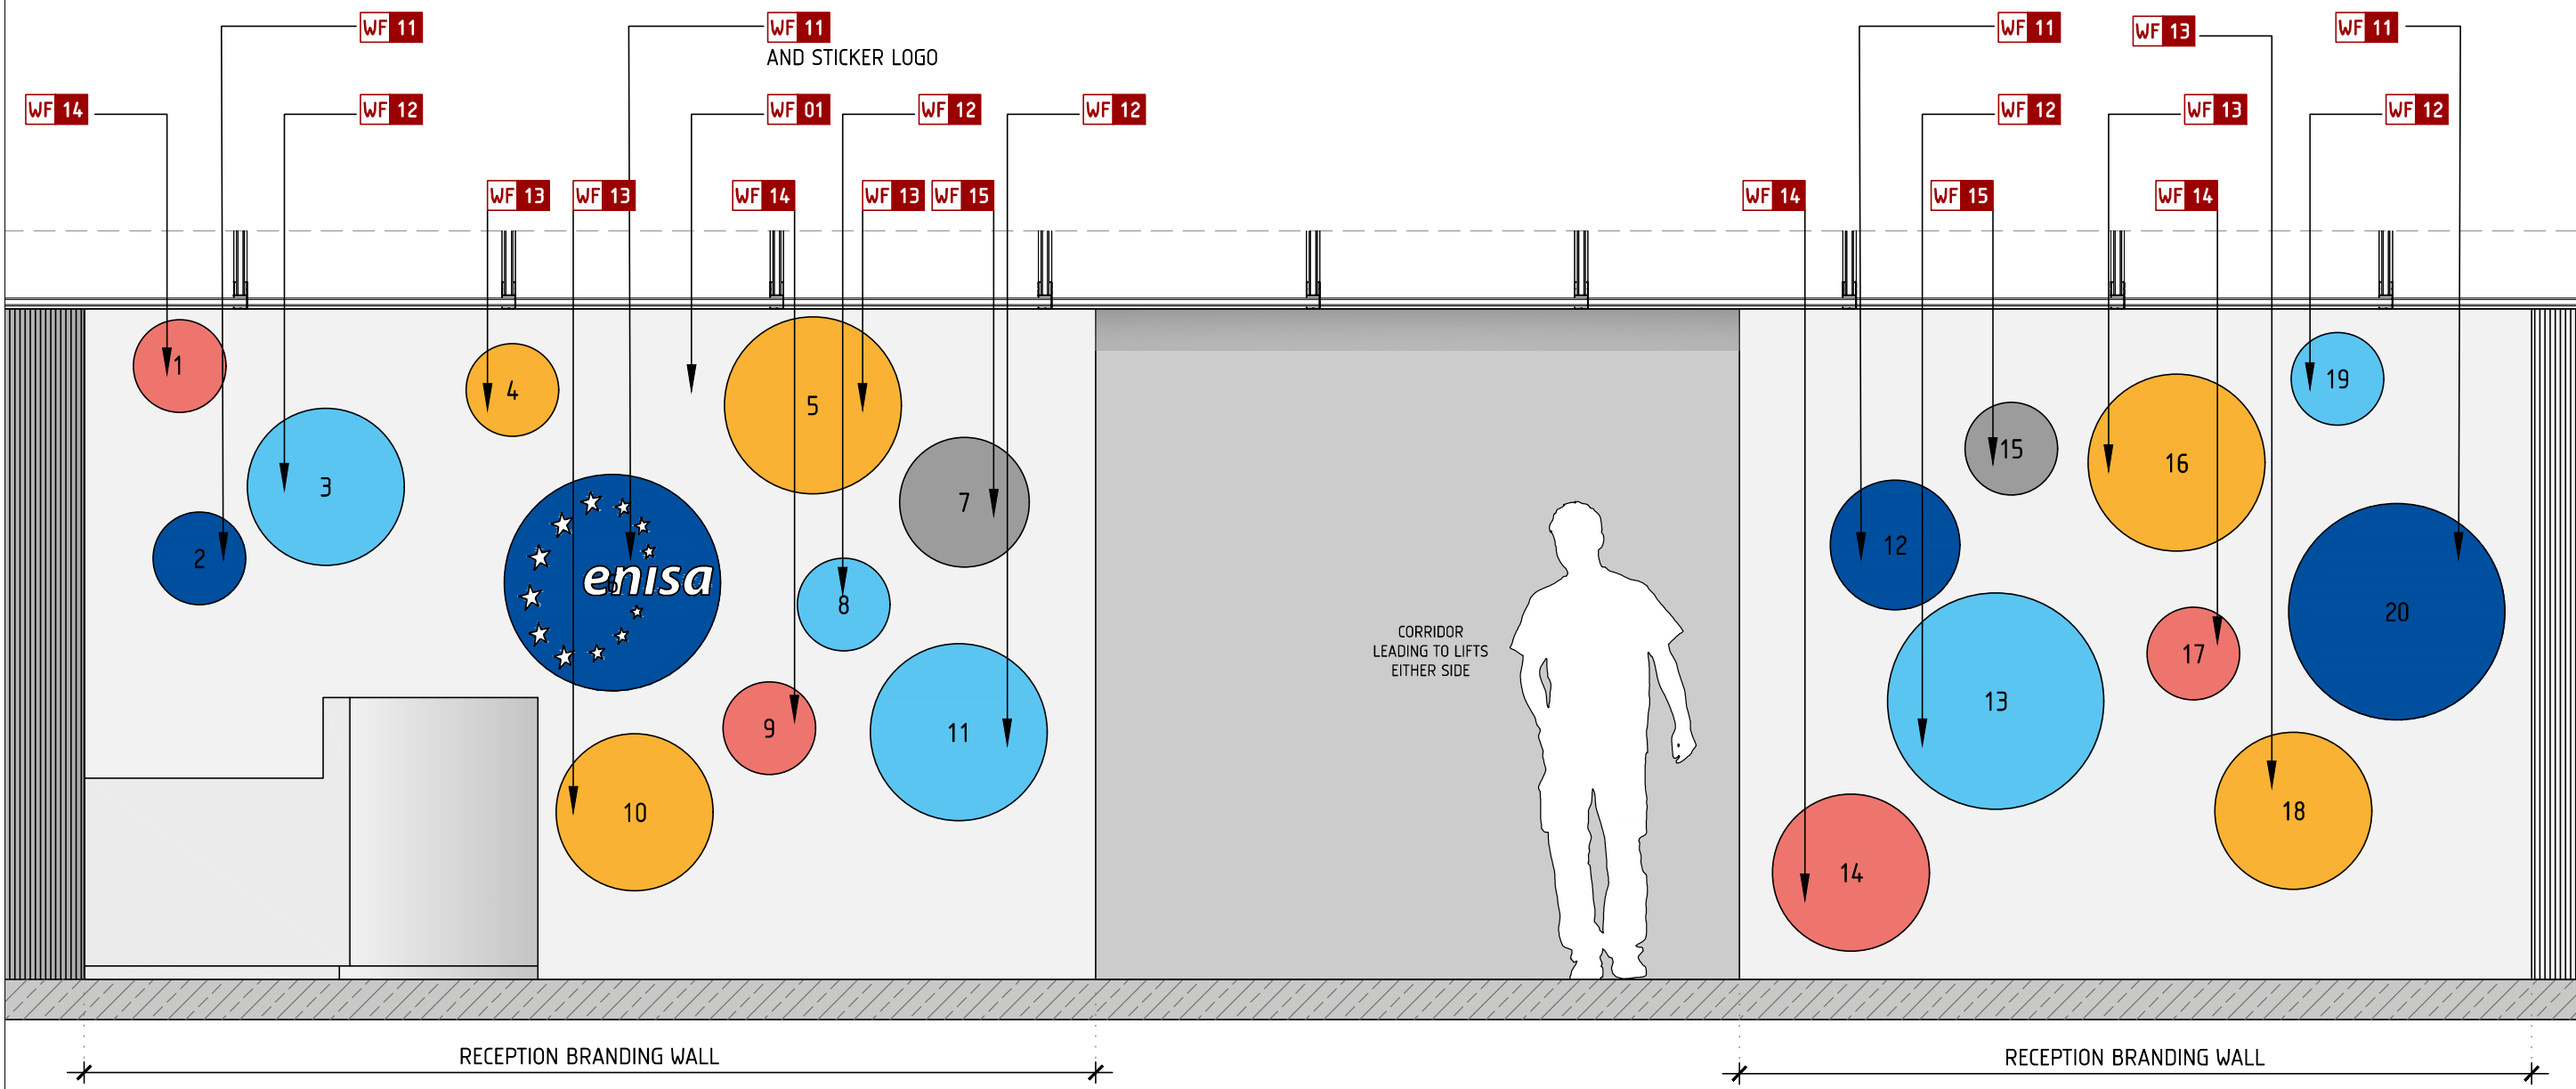 WF 11
WF 11
AND STICKER LOGO
WF 11
WF 13
WF 11
WF 14
WF 12
WF 01
WF 12
WF 12
WF 12
WF 13
WF 12
WF 13
WF 13
WF 14
WF 13
WF 15
WF 14
WF 15
WF 14
1
4
5
19
3
7
15
16
2
6
enisa
8
12
20
CORRIDOR
LEADING TO LIFTS
EITHER SIDE
17
9
11
13
10
14
18
RECEPTION BRANDING WALL
RECEPTION BRANDING WALL